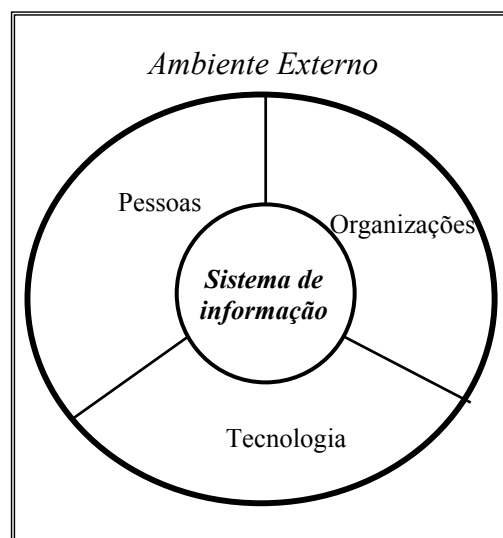 Ambiente Externo
Pessoas
Organizações
Sistema de
informação
Tecnologia